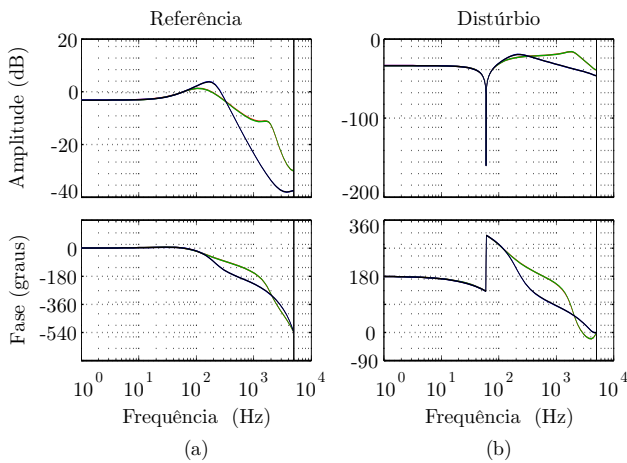 Referência
Distúrbio
Amplitude (dB)
20
0
-20
-40
0
-100
-200
Fase (graus)
0
-180
-360
-540
360
180
0
-90
10^0 10^1 10^2 10^3 10^4
10^0 10^1 10^2 10^3 10^4
Frequência (Hz)
Frequência (Hz)
(a)
(b)